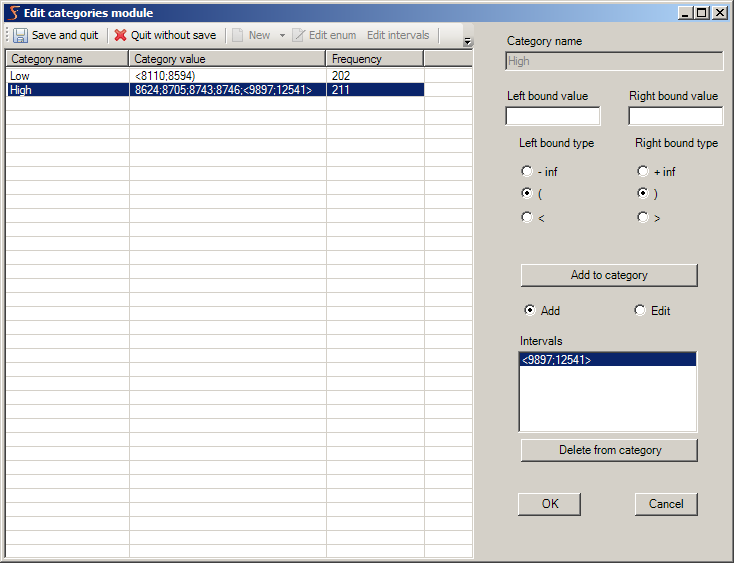 Edit categories module
Save and quit Quit without save New Edit enum Edit intervals
Category name Category value Frequency
Low <8110;8594) 202
High 8624;8705;8743;8746;<9897;12541> 211
Category name
High
Left bound value Right bound value
Left bound type Right bound type
- inf + inf
( )
< >
Add to category
Add Edit
Intervals
<9897;12541>
Delete from category
OK Cancel